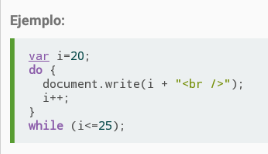 Ejemplo:
var i=20;
do {
document.write(i + "<br />");
i++;
}
while (i<=25);